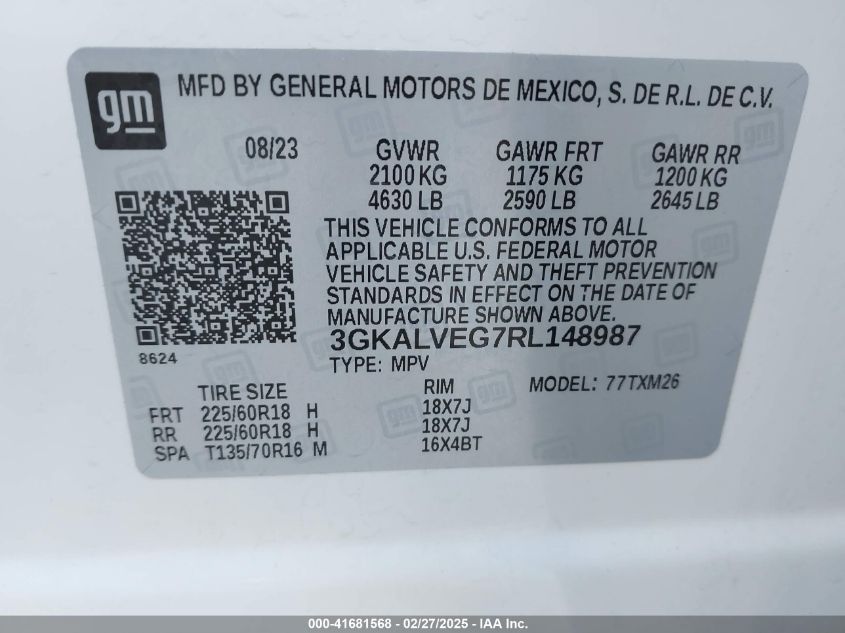 gm
MFD BY GENERAL MOTORS DE MEXICO, S. DE R.L. DE C.V.
08/23 GVWR GAWR FRT GAWR RR
2100 KG 1175 KG 1200 KG
4630 LB 2590 LB 2645 LB
THIS VEHICLE CONFORMS TO ALL
APPLICABLE U.S. FEDERAL MOTOR
VEHICLE SAFETY AND THEFT PREVENTION
STANDARDS IN EFFECT ON THE DATE OF
MANUFACTURE SHOWN ABOVE.
3GKALVEG7RL148987
8624
TYPE: MPV
TIRE SIZE RIM MODEL: 77TXM26
FRT 225/60R18 H 18X7J
RR 225/60R18 H 18X7J
SPA T135/70R16 M 16X4BT
000-41681568 - 02/27/2025 - IAA Inc.